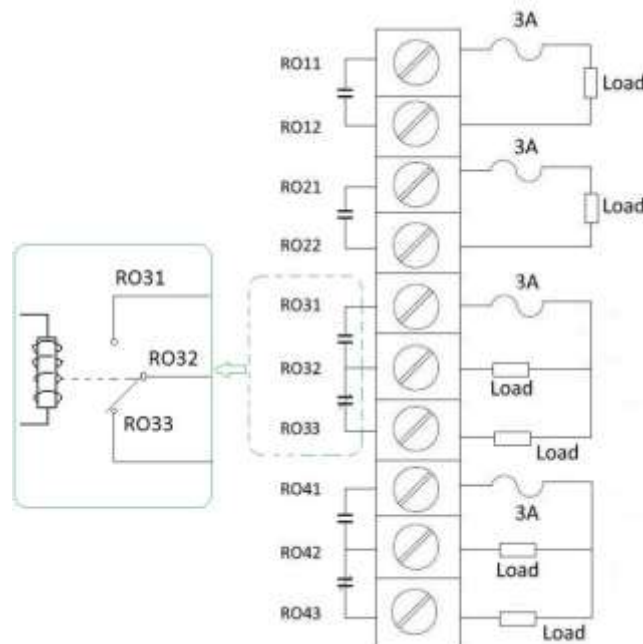 3A
RO11
Load
RO12
3A
RO21
Load
RO22
RO31
RO31
3A
RO32
RO32
Load
RO33
RO33
Load
RO41
3A
RO42
Load
RO43
Load